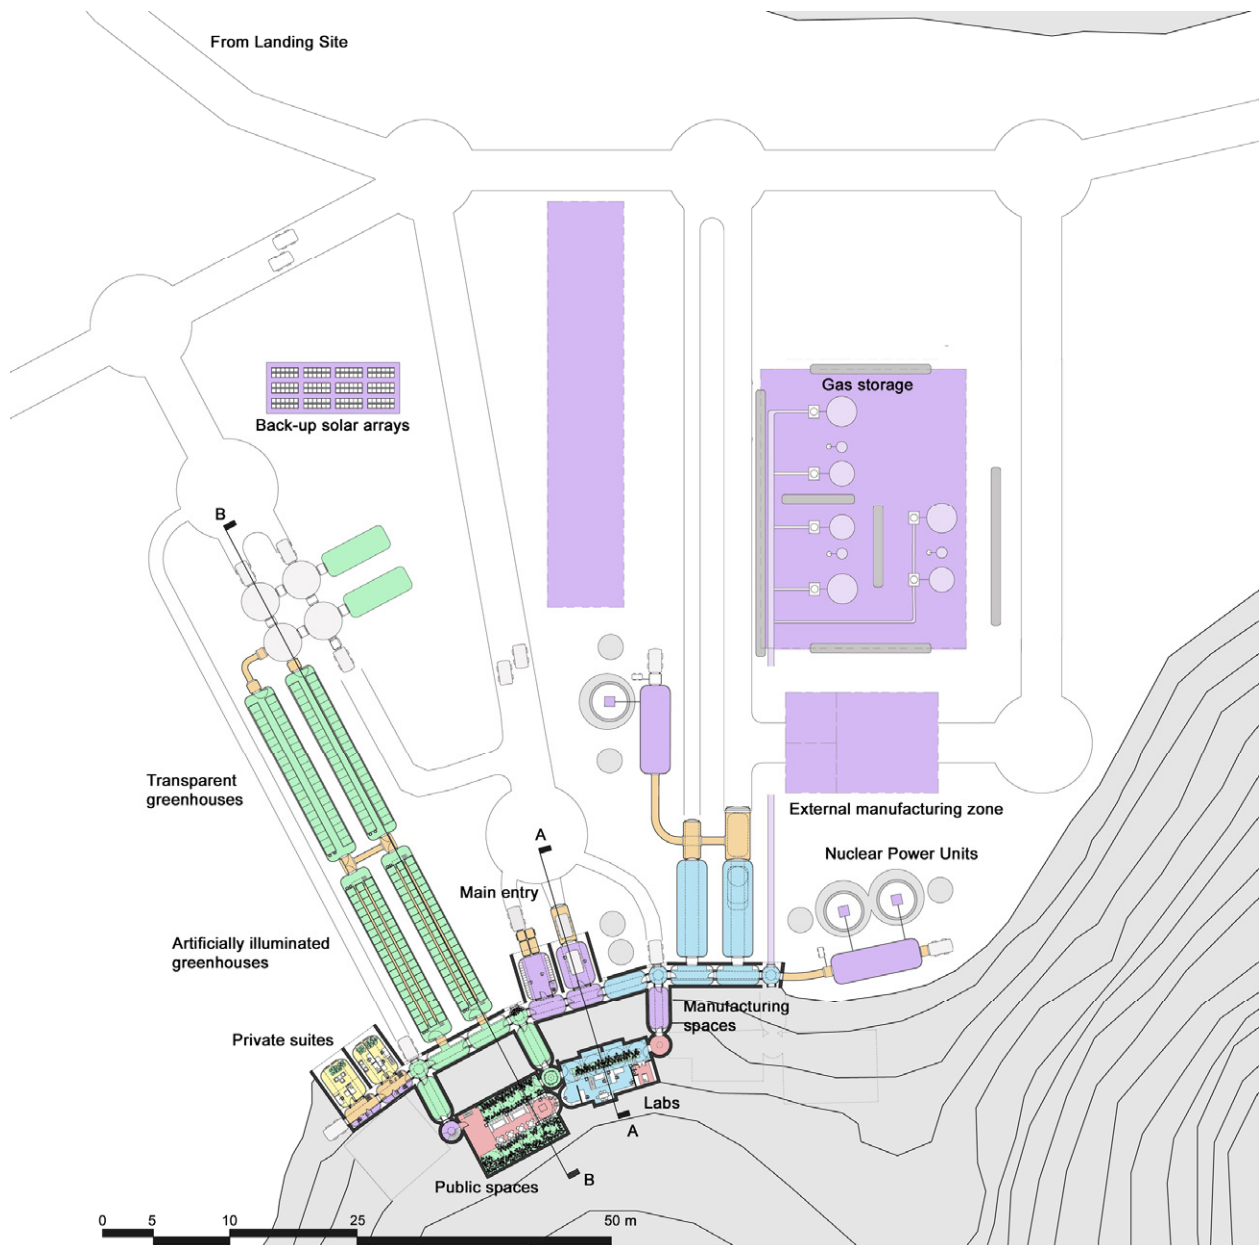 From Landing Site
Gas storage
Back-up solar arrays
B
Transparent
greenhouses
External manufacturing zone
A
Nuclear Power Units
Main entry
Artificially illuminated
greenhouses
Manufacturing
spaces
Private suites
Labs
A
Public spaces
B
0 5 10 25 50 m